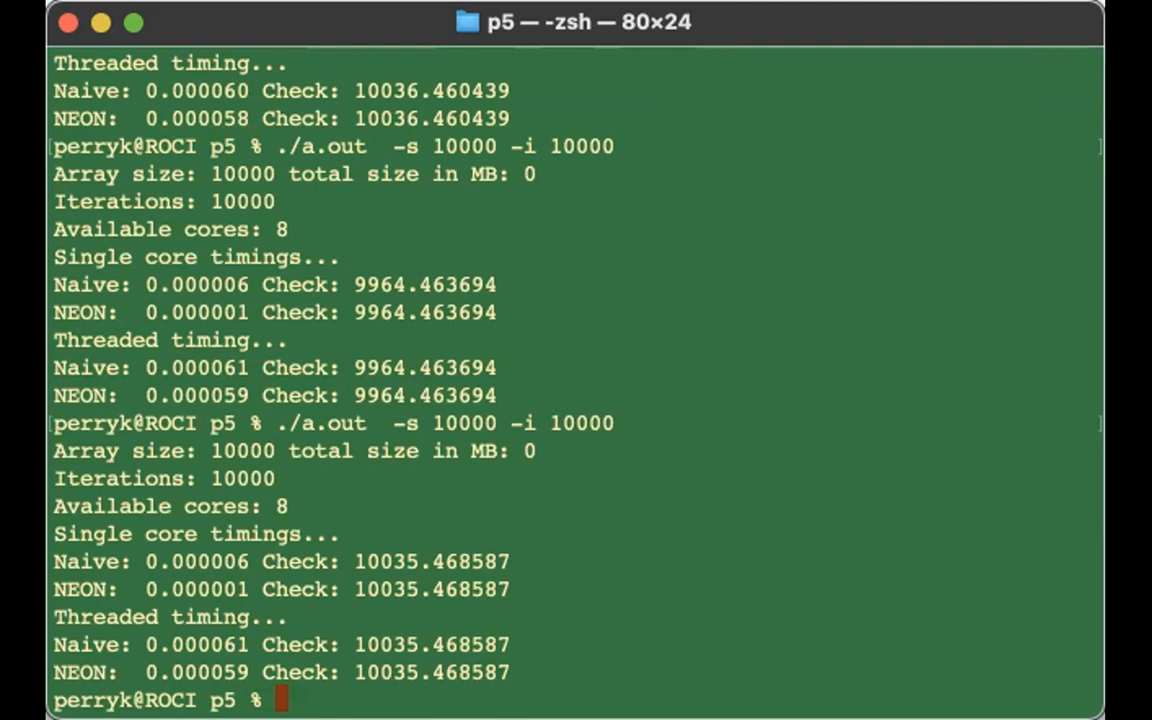 p5 — -zsh — 80×24
Threaded timing...
Naive: 0.000060 Check: 10036.460439
NEON:  0.000058 Check: 10036.460439
perryk@ROCI p5 % ./a.out  -s 10000 -i 10000
Array size: 10000 total size in MB: 0
Iterations: 10000
Available cores: 8
Single core timings...
Naive: 0.000006 Check: 9964.463694
NEON:  0.000001 Check: 9964.463694
Threaded timing...
Naive: 0.000061 Check: 9964.463694
NEON:  0.000059 Check: 9964.463694
perryk@ROCI p5 % ./a.out  -s 10000 -i 10000
Array size: 10000 total size in MB: 0
Iterations: 10000
Available cores: 8
Single core timings...
Naive: 0.000006 Check: 10035.468587
NEON:  0.000001 Check: 10035.468587
Threaded timing...
Naive: 0.000061 Check: 10035.468587
NEON:  0.000059 Check: 10035.468587
perryk@ROCI p5 %